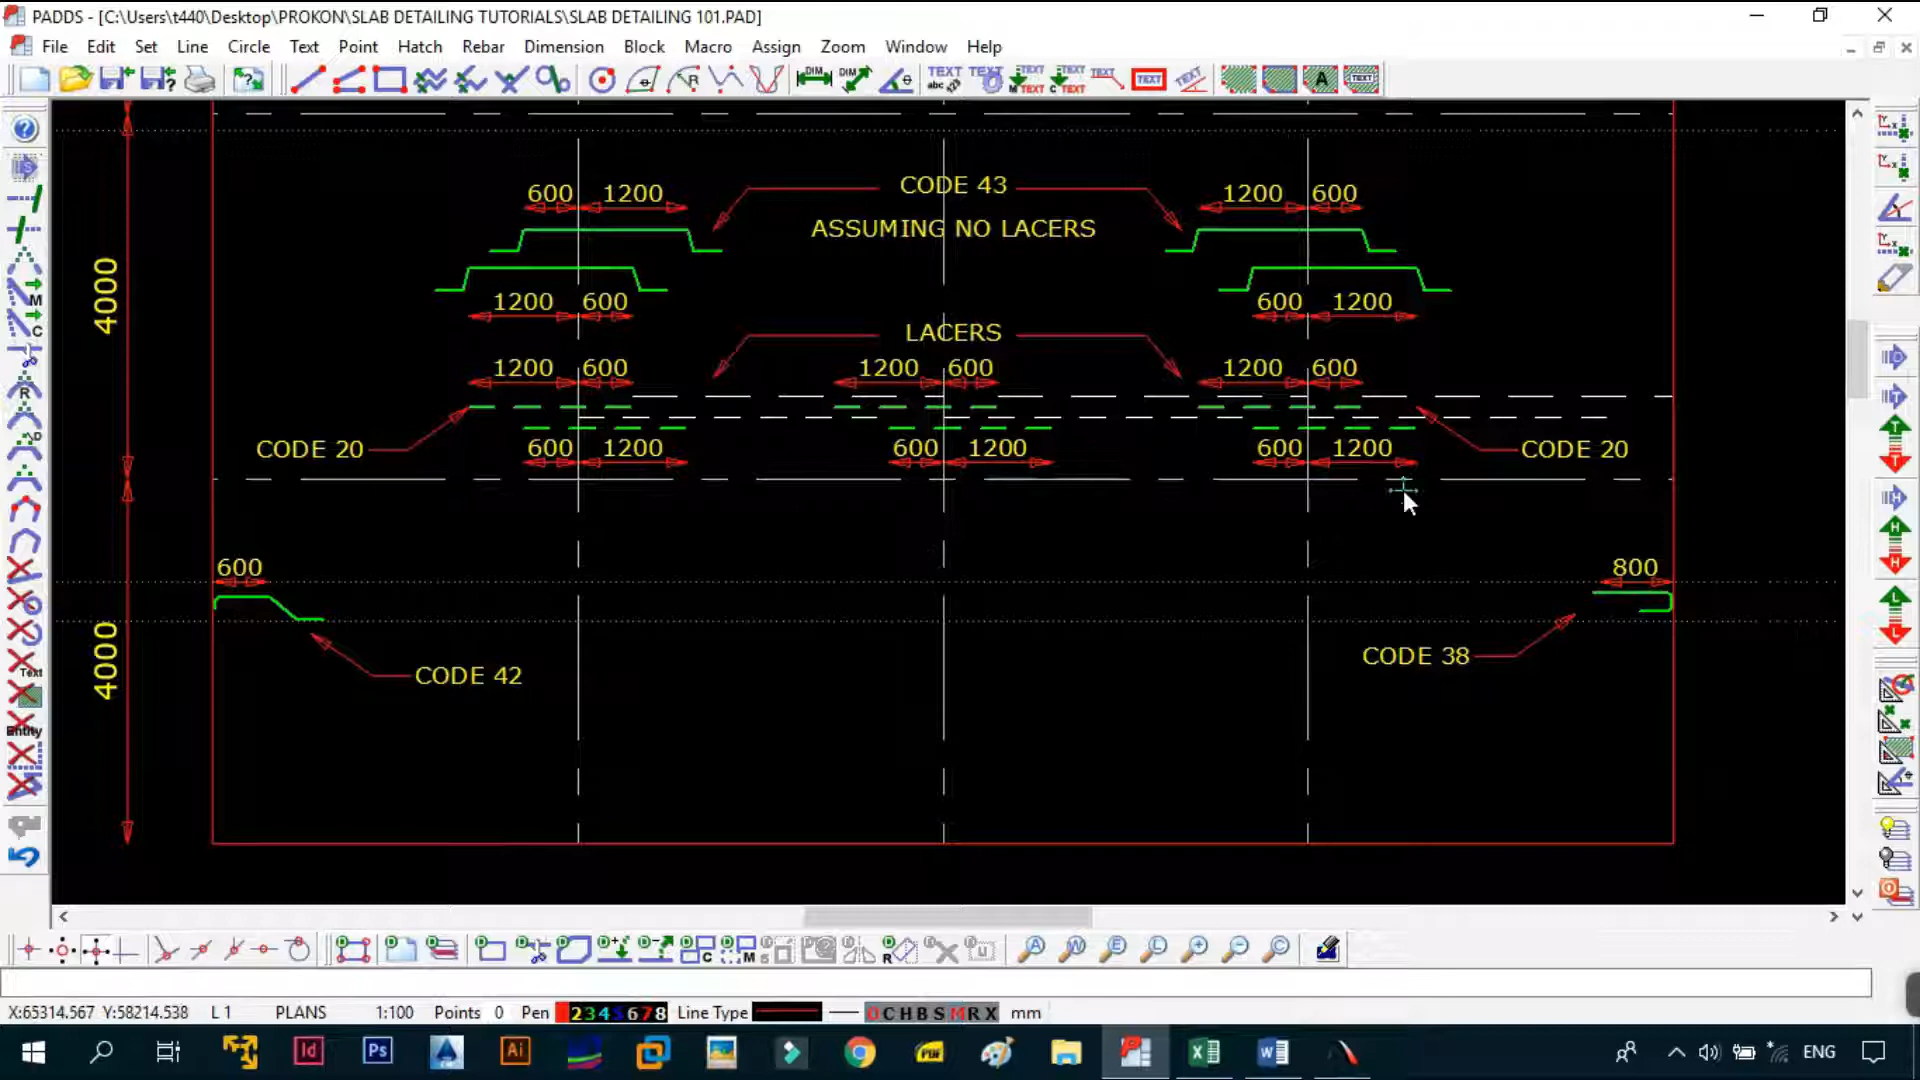 PADDS - [C:\Users\t440\Desktop\PROKON\SLAB DETAILING TUTORIALS\SLAB DETAILING 101.PAD]
File Edit Set Line Circle Text Point Hatch Rebar Dimension Block Macro Assign Zoom Window Help
CODE 43
600 1200 1200 600
ASSUMING NO LACERS
1200 600 600 1200
LACERS
1200 600 1200 600 1200 600
CODE 20 600 1200 600 1200 600 1200 CODE 20
4000
600 800
CODE 42 CODE 38
4000
X:65314.567 Y:58214.538 L 1 PLANS 1:100 Points 0 Pen 2 3 4 5 6 7 8 Line Type O C H B S M R X mm
ENG